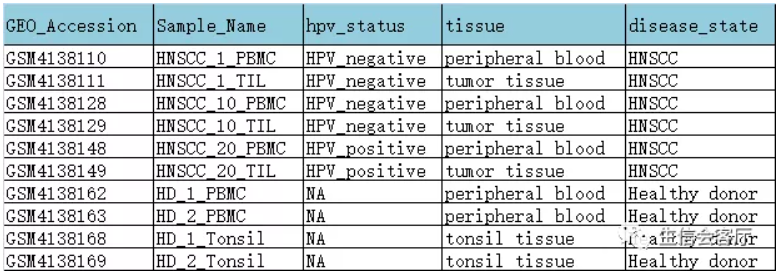 GEO_Accession Sample_Name hpv_status tissue disease_state
GSM4138110 HNSCC_1_PBMC HPV_negative peripheral blood HNSCC
GSM4138111 HNSCC_1_TIL HPV_negative tumor tissue HNSCC
GSM4138128 HNSCC_10_PBMC HPV_negative peripheral blood HNSCC
GSM4138129 HNSCC_10_TIL HPV_negative tumor tissue HNSCC
GSM4138148 HNSCC_20_PBMC HPV_positive peripheral blood HNSCC
GSM4138149 HNSCC_20_TIL HPV_positive tumor tissue HNSCC
GSM4138162 HD_1_PBMC NA peripheral blood Healthy donor
GSM4138163 HD_2_PBMC NA peripheral blood Healthy donor
GSM4138168 HD_1_Tonsil NA tonsil tissue Healthy donor
GSM4138169 HD_2_Tonsil NA tonsil tissue Healthy donor
生信会客厅